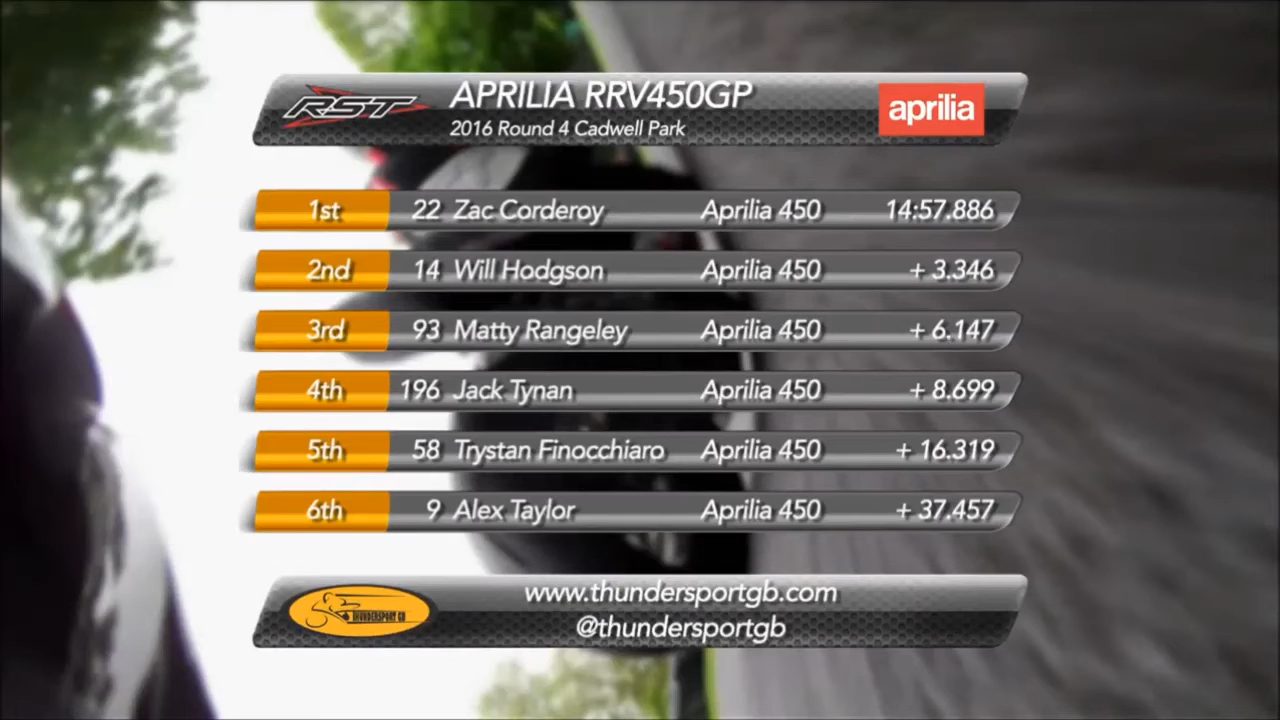 RST
APRILIA RRV450GP
2016 Round 4 Cadwell Park
aprilia
1st 22 Zac Corderoy Aprilia 450 14:57.886
2nd 14 Will Hodgson Aprilia 450 + 3.346
3rd 93 Matty Rangeley Aprilia 450 + 6.147
4th 196 Jack Tynan Aprilia 450 + 8.699
5th 58 Trystan Finocchiaro Aprilia 450 + 16.319
6th 9 Alex Taylor Aprilia 450 + 37.457
THUNDERSPORT GB
www.thundersportgb.com
@thundersportgb